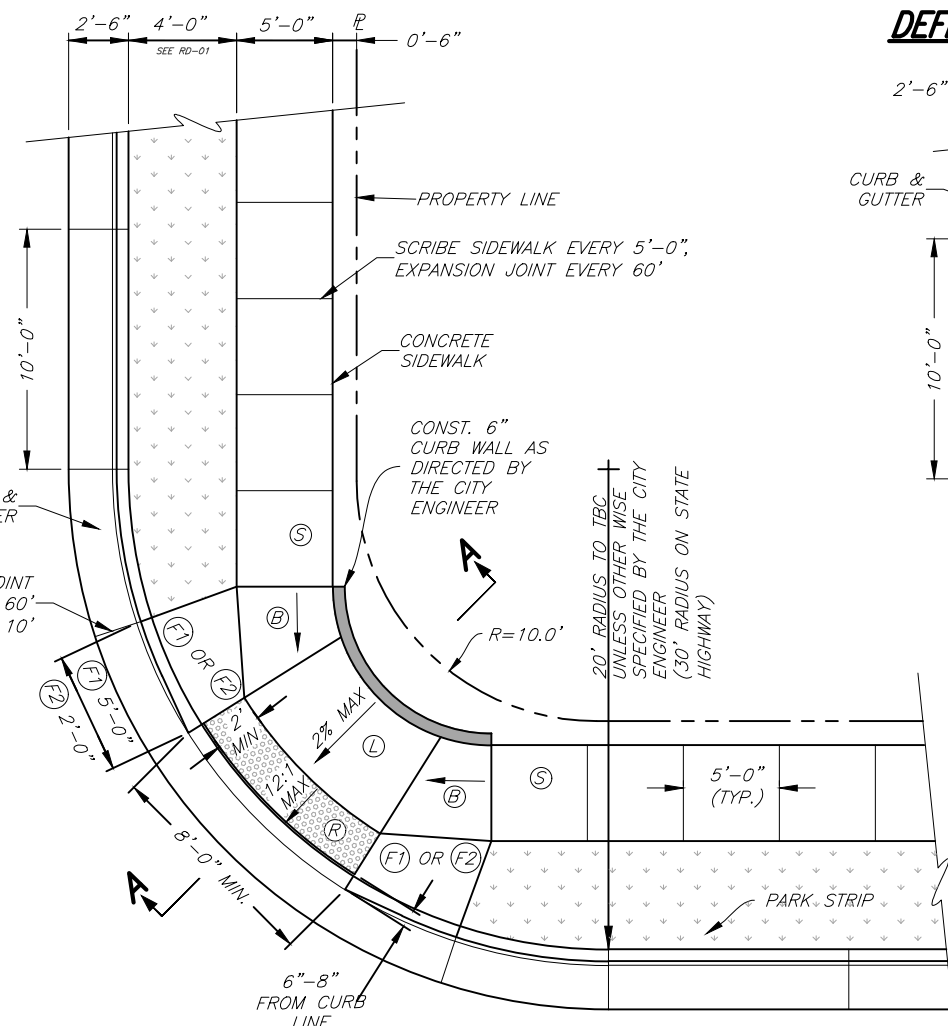 2'-6" 4'-0" 5'-0" PL 0'-6"
SEE RD-01
DEF
2'-6"
PROPERTY LINE
CURB &
GUTTER
SCRIBE SIDEWALK EVERY 5'-0",
EXPANSION JOINT EVERY 60'
10'-0"
10'-0"
CONCRETE
SIDEWALK
CONST. 6"
CURB WALL AS
DIRECTED BY
THE CITY
ENGINEER
20' RADIUS TO TBC
UNLESS OTHER WISE
SPECIFIED BY THE CITY
ENGINEER
(30' RADIUS ON STATE
HIGHWAY)
&
S
A
60'
10'
B
F1 OR F2
R=10.0'
F1 5'-0"
F2 2'-0"
2'
MIN
2% MAX
L
12:1
MAX
R
B
S
5'-0"
(TYP.)
F1 OR F2
8'-0" MIN.
A
PARK STRIP
6"-8"
FROM CURB
LINE